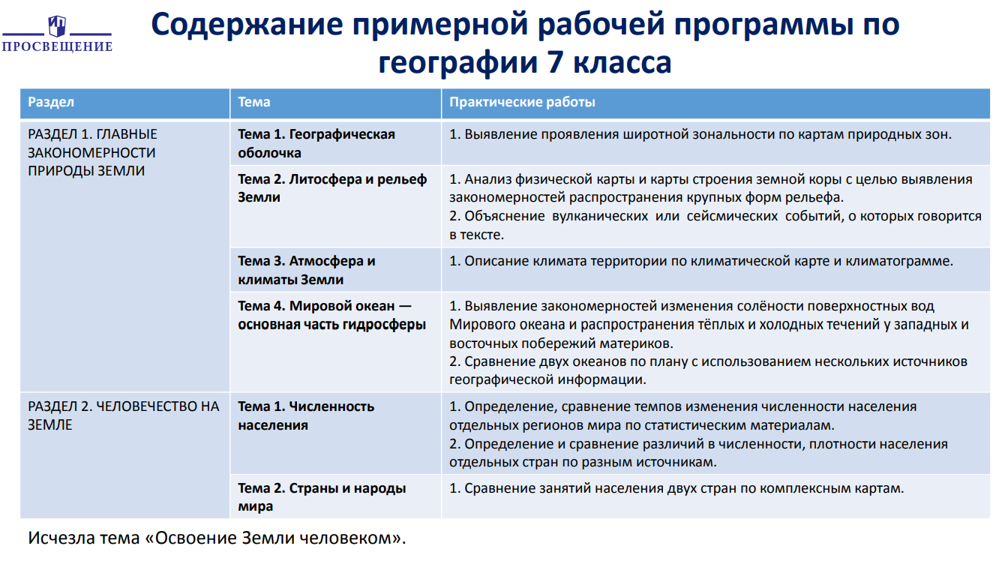 ИП
ПРОСВЕЩЕНИЕ
Содержание примерной рабочей программы по
географии 7 класса
Раздел
Тема
Практические работы
РАЗДЕЛ 1. ГЛАВНЫЕ
ЗАКОНОМЕРНОСТИ
ПРИРОДЫ ЗЕМЛИ
Тема 1. Географическая
оболочка
1. Выявление проявления широтной зональности по картам природных зон.
Тема 2. Литосфера и рельеф
Земли
1. Анализ физической карты и карты строения земной коры с целью выявления
закономерностей распространения крупных форм рельефа.
2. Объяснение вулканических или сейсмических событий, о которых говорится
в тексте.
Тема 3. Атмосфера и
климаты Земли
1. Описание климата территории по климатической карте и климатограмме.
Тема 4. Мировой океан —
основная часть гидросферы
1. Выявление закономерностей изменения солёности поверхностных вод
Мирового океана и распространения тёплых и холодных течений у западных и
восточных побережий материков.
2. Сравнение двух океанов по плану с использованием нескольких источников
географической информации.
РАЗДЕЛ 2. ЧЕЛОВЕЧЕСТВО НА
ЗЕМЛЕ
Тема 1. Численность
населения
1. Определение, сравнение темпов изменения численности населения
отдельных регионов мира по статистическим материалам.
2. Определение и сравнение различий в численности, плотности населения
отдельных стран по разным источникам.
Тема 2. Страны и народы
мира
1. Сравнение занятий населения двух стран по комплексным картам.
Исчезла тема «Освоение Земли человеком».